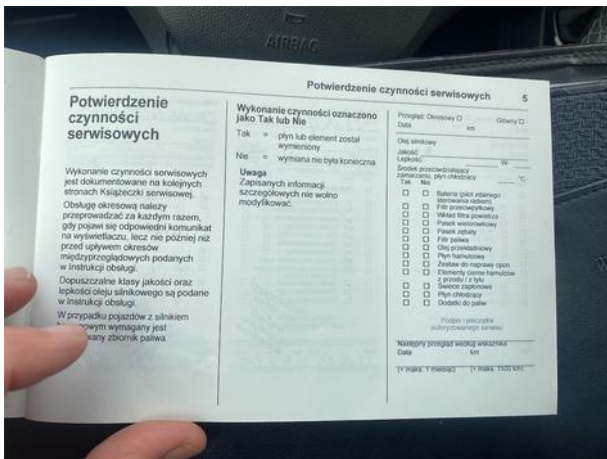 AIRBAG
Potwierdzenie czynności serwisowych 5
Potwierdzenie
czynności
serwisowych
Wykonanie czynności serwisowych
jest dokumentowane na kolejnych
stronach Książeczki serwisowej.
Obsługę okresową należy
przeprowadzać za każdym razem,
gdy pojawi się odpowiedni komunikat
na wyświetlaczu, lecz nie później niż
przed upływem okresów
międzyprzeglądowych podanych
w instrukcji obsługi.
Dopuszczalne klasy jakości oraz
lepkości oleju silnikowego są podane
w instrukcji obsługi.
W przypadku pojazdów z silnikiem
wymagany jest
zbiornik paliwa.
Wykonanie czynności oznaczono
jako Tak lub Nie
Tak = płyn lub element został
wymieniony
Nie = wymiana nie była konieczna
Uwaga
Zapisanych informacji
szczegółowych nie wolno
modyfikować.
Przegląd: Okresowy Główny
Data km
Olej silnikowy
Jakość
Lepkość W-
Środek przeciwdziałający
zamarzaniu, płyn chłodzący °C
Tak Nie
Bateria (pilot zdalnego
sterowania radiem)
Filtr przeciwpyłkowy
Wkład filtra powietrza
Pasek wielorowkowy
Pasek zębaty
Filtr paliwa
Olej przekładniowy
Płyn hamulcowy
Zestaw do naprawy opon
Elementy cierne hamulców
z przodu / z tyłu
Świece zapłonowe
Płyn chłodzący
Dodatki do paliw
Podpis i pieczątka
autoryzowanego serwisu
Następny przegląd według wskaźnika
Data km
(+ maks. 1 miesiąc) (+ maks. 1500 km)